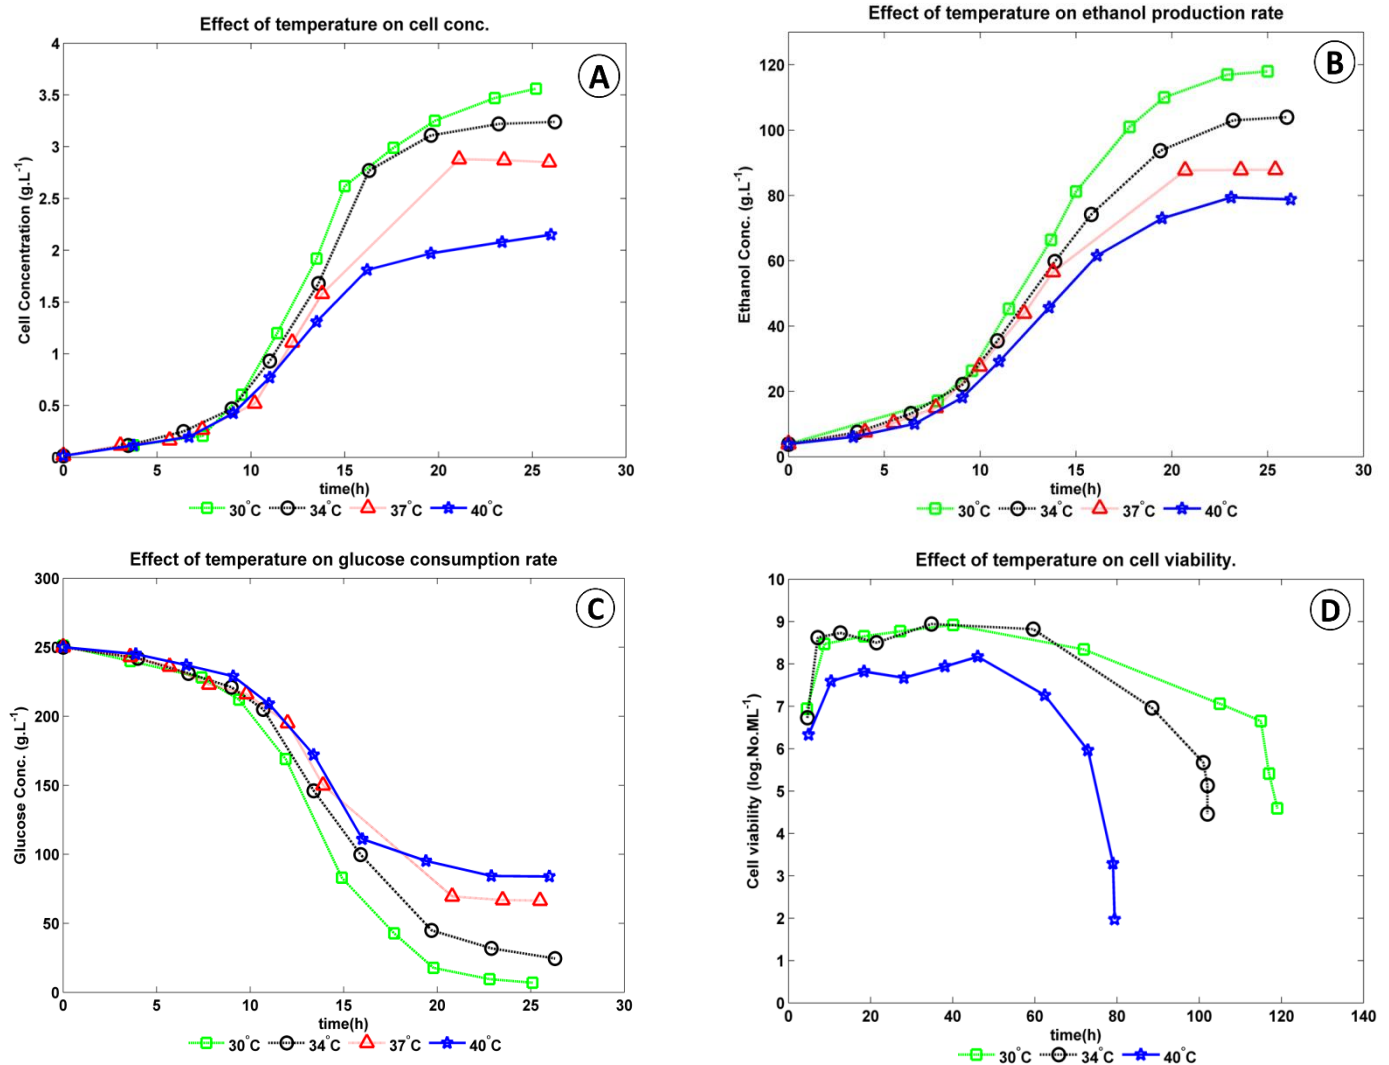 Effect of temperature on cell conc.
A
4
3.5
3
2.5
2
1.5
1
0.5
0
Cell Concentration (g.L⁻¹)
0 5 10 15 20 25 30
time(h)
30°C 34°C 37°C 40°C
Effect of temperature on ethanol production rate
B
120
100
80
60
40
20
0
Ethanol Conc. (g.L⁻¹)
0 5 10 15 20 25 30
time(h)
30°C 34°C 37°C 40°C
Effect of temperature on glucose consumption rate
C
300
250
200
150
100
50
0
Glucose Conc. (g.L⁻¹)
0 5 10 15 20 25 30
time(h)
30°C 34°C 37°C 40°C
Effect of temperature on cell viability.
D
10
9
8
7
6
5
4
3
2
1
0
Cell viability (log.No.ML⁻¹)
0 20 40 60 80 100 120 140
time(h)
30°C 34°C 40°C